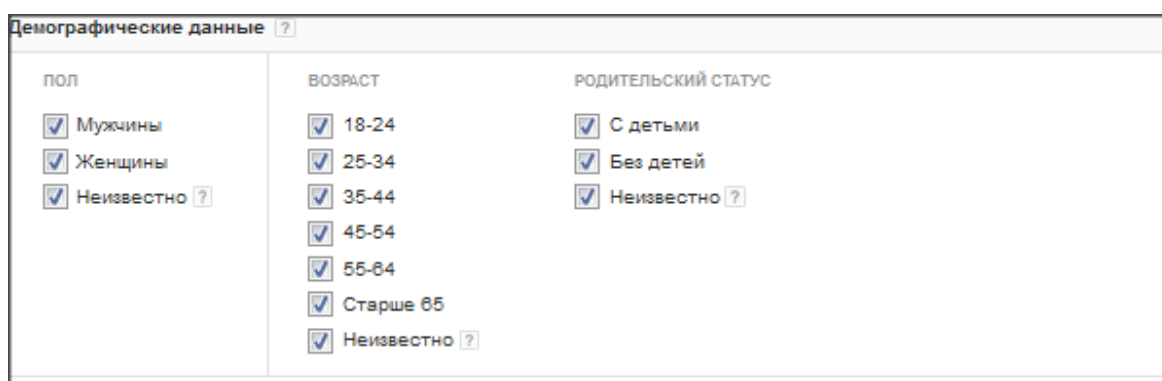 Демографические данные ?
ПОЛ
Мужчины
Женщины
Неизвестно ?
ВОЗРАСТ
18-24
25-34
35-44
45-54
55-64
Старше 65
Неизвестно ?
РОДИТЕЛЬСКИЙ СТАТУС
С детьми
Без детей
Неизвестно ?